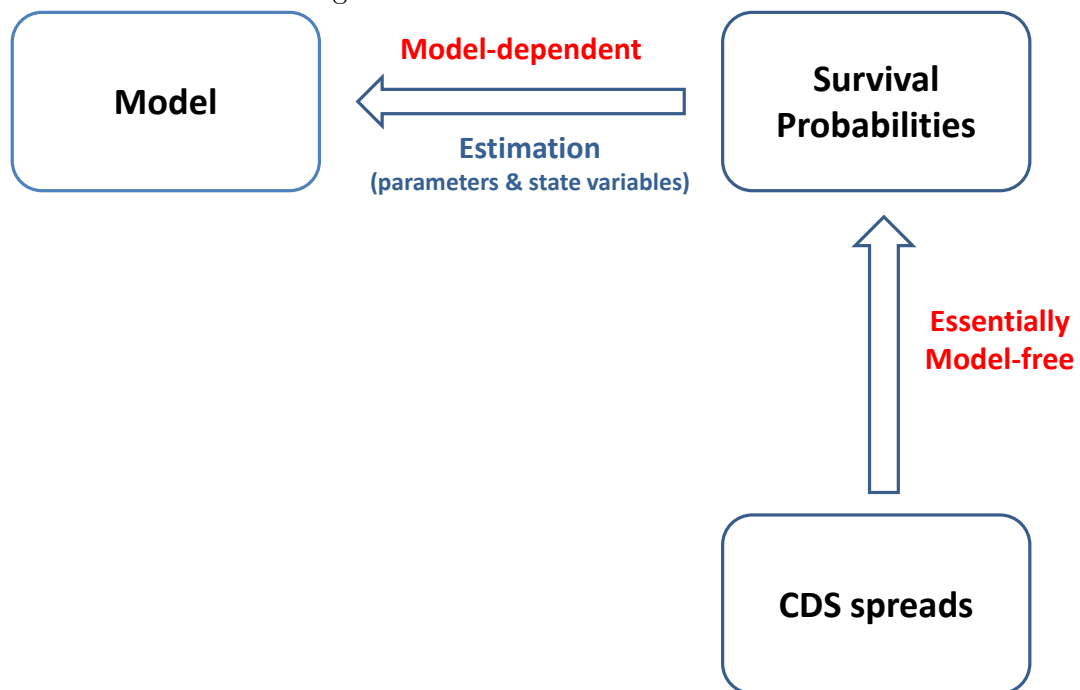 Model
Model-dependent
Estimation
(parameters & state variables)
Survival
Probabilities
Essentially
Model-free
CDS spreads